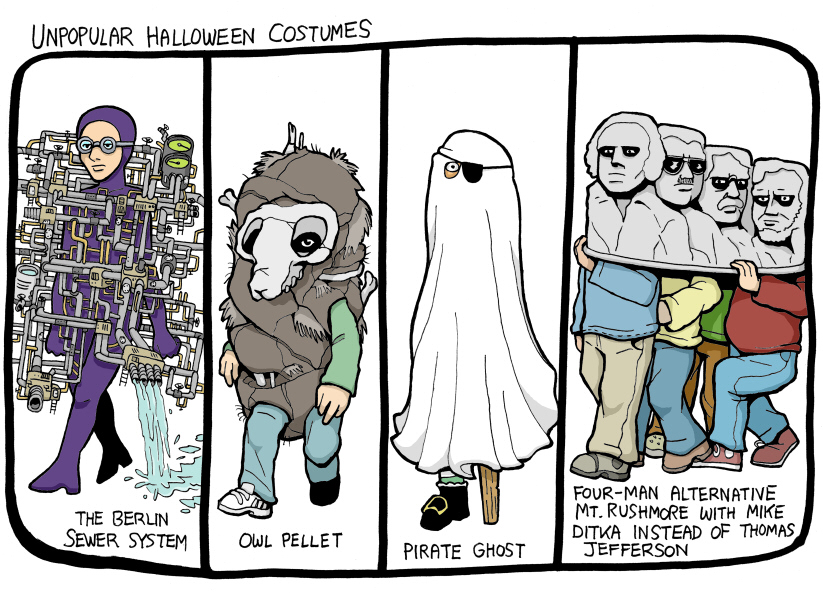 UNPOPULAR HALLOWEEN COSTUMES
THE BERLIN
SEWER SYSTEM
OWL PELLET
PIRATE GHOST
FOUR-MAN ALTERNATIVE
MT. RUSHMORE WITH MIKE
DITKA INSTEAD OF THOMAS
JEFFERSON